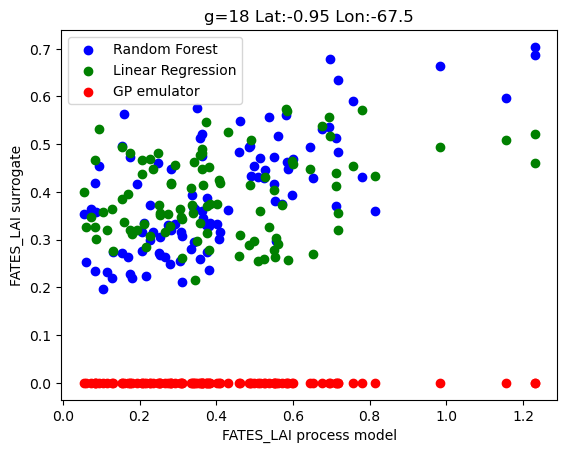 g=18 Lat:-0.95 Lon:-67.5
Random Forest
Linear Regression
GP emulator
FATES_LAI surrogate
0.7
0.6
0.5
0.4
0.3
0.2
0.1
0.0
0.0 0.2 0.4 0.6 0.8 1.0 1.2
FATES_LAI process model